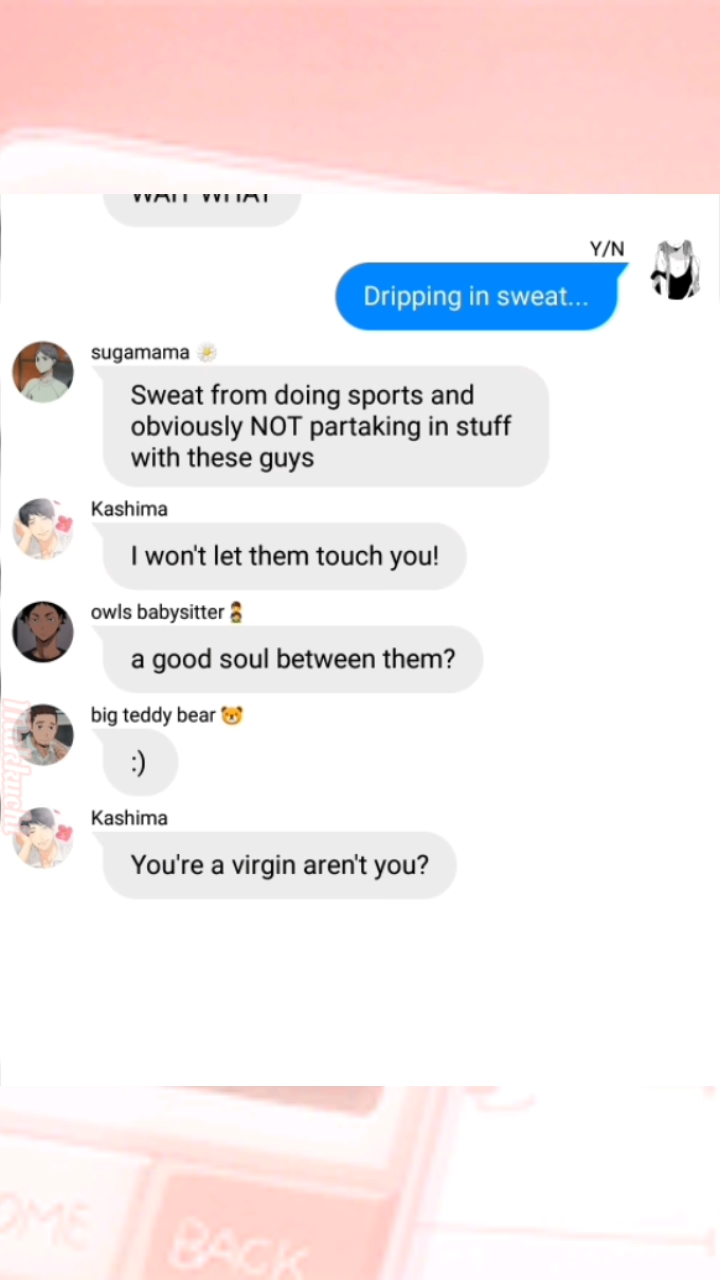 WAIT WHAT
Y/N
Dripping in sweat...
sugamama 🌼
Sweat from doing sports and
obviously NOT partaking in stuff
with these guys
Kashima
I won't let them touch you!
owls babysitter 👨‍👦
a good soul between them?
big teddy bear 🐻
:)
Kashima
You're a virgin aren't you?
OME
BACK